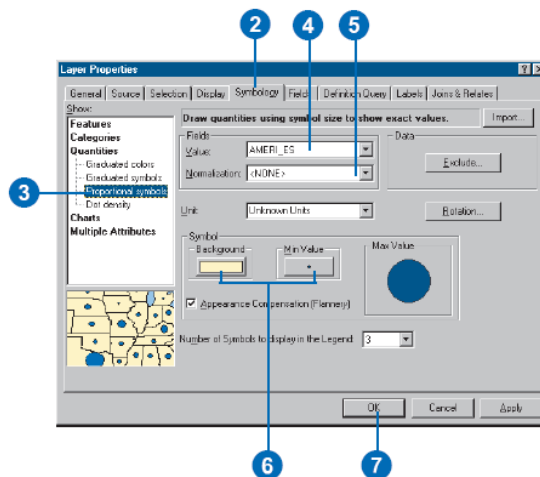 2
4
5
Layer Properties
? X
General Source Selection Display Symbology Fields Definition Query Labels Joins & Relates
Show:
Features
Categories
Quantities
Graduated colors
Graduated symbols
3
Proportional symbols
Dot density
Charts
Multiple Attributes
Draw quantities using symbol size to show exact values.
Import...
Fields
Value: AMERI_ES
Normalization: <NONE>
Data
Exclude...
Unit: Unknown Units
Rotation...
Symbol
Background
Min Value
Max Value
Appearance Compensation (Flannery)
Number of Symbols to display in the Legend: 3
OK
Cancel
Apply
6
7